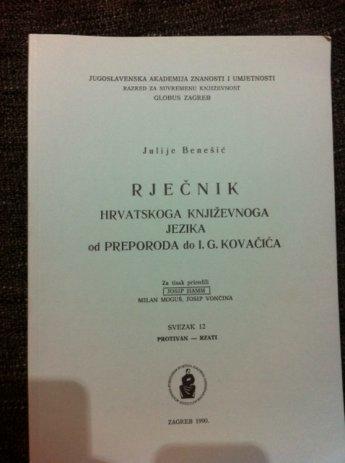 JUGOSLAVENSKA AKADEMIJA ZNANOSTI I UMJETNOSTI
RAZRED ZA SUVREMENU KNJIŽEVNOST
GLOBUS ZAGREB
Julije Benešić
RJEČNIK
HRVATSKOGA KNJIŽEVNOGA
JEZIKA
od PREPORODA do I. G. KOVAČIĆA
Za tisak priredili
JOSIP HAMM
MILAN MOGUŠ, JOSIP VONČINA
SVEZAK 12
PROTIVAN — RZATI
ZAGREB 1990.